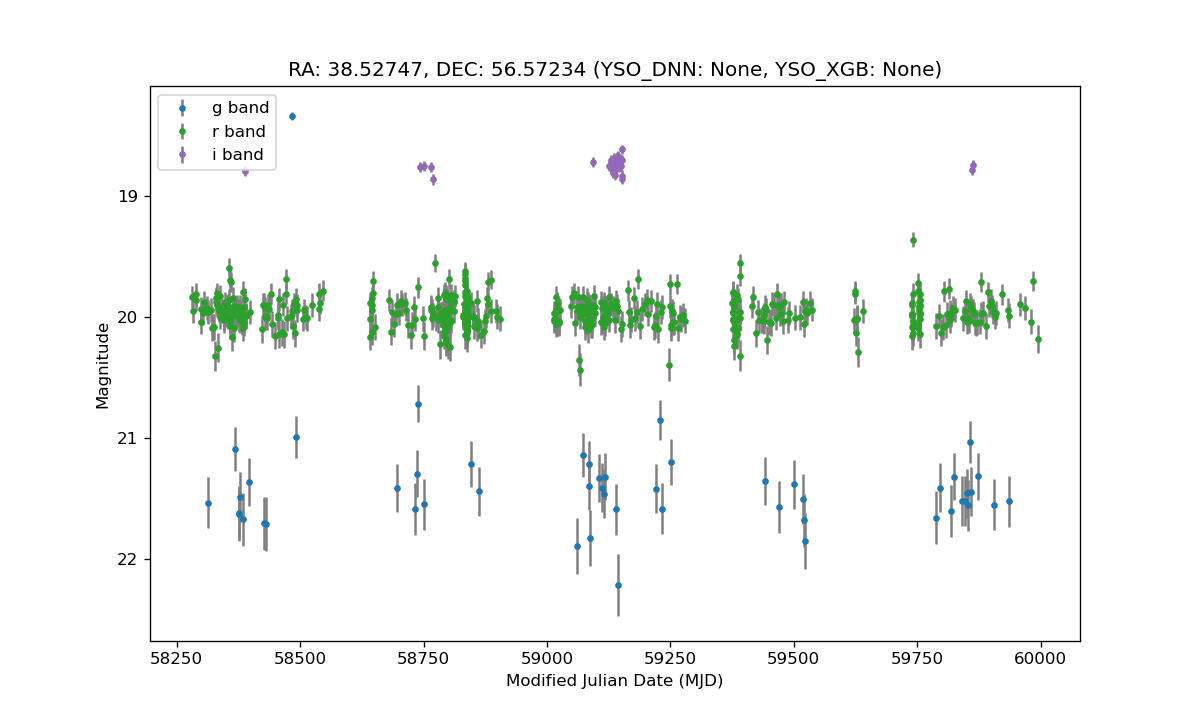 RA: 38.52747, DEC: 56.57234 (YSO_DNN: None, YSO_XGB: None)
g band
r band
i band
19
20
21
22
Magnitude
58250 58500 58750 59000 59250 59500 59750 60000
Modified Julian Date (MJD)